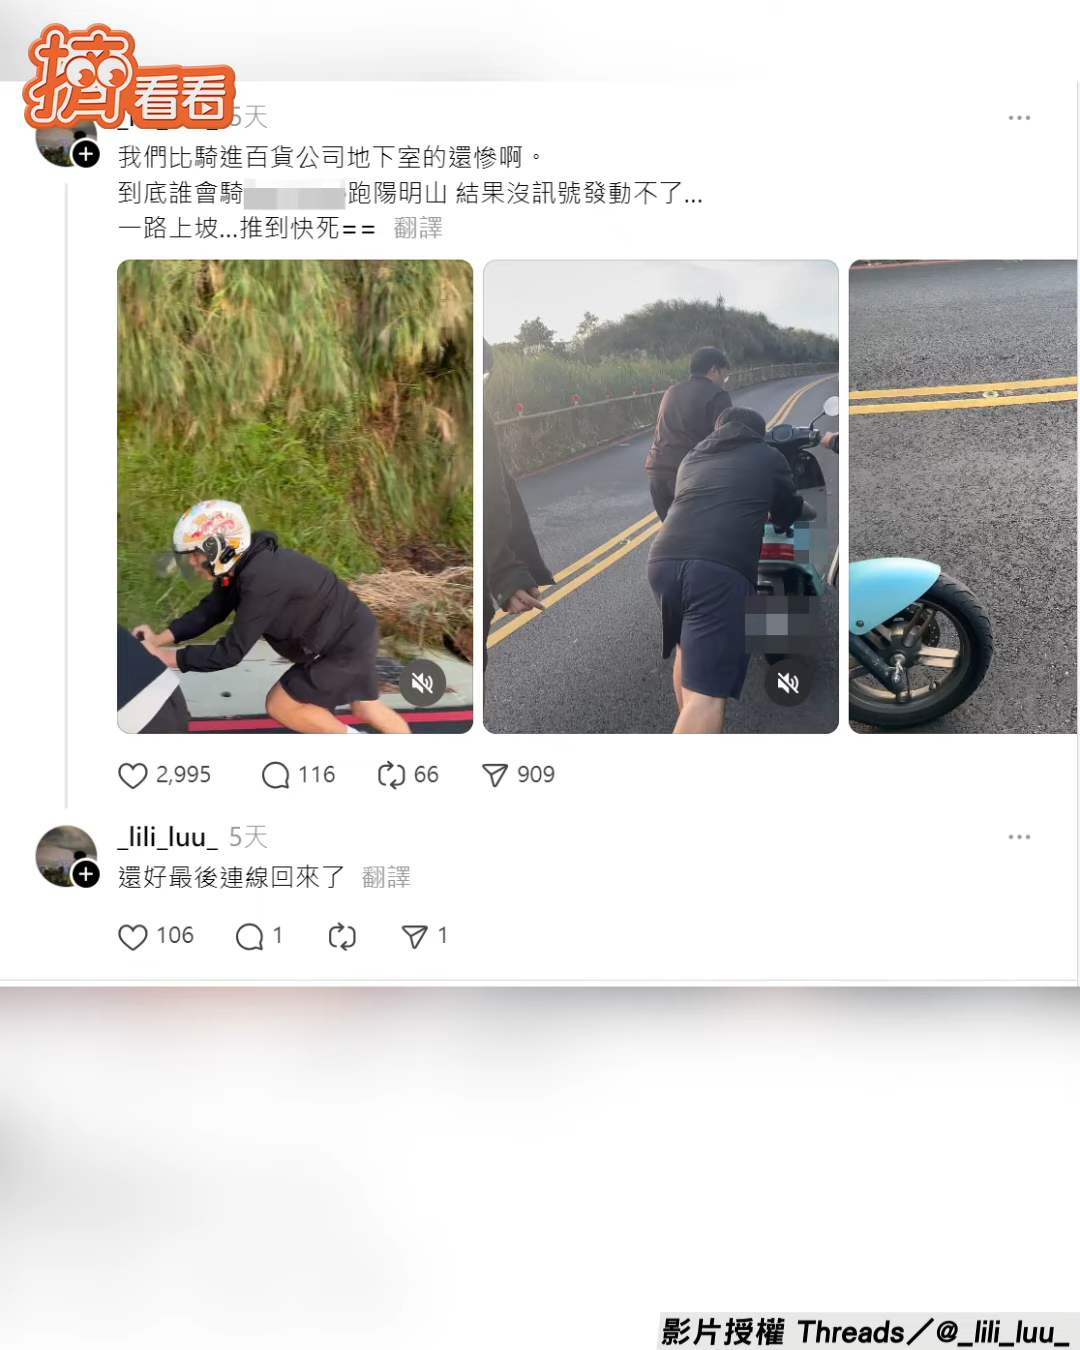 擠看看
5天
我們比騎進百貨公司地下室的還慘啊。
到底誰會騎 跑陽明山 結果沒訊號發動不了...
一路上坡...推到快死== 翻譯
2,995 116 66 909
_lili_luu_ 5天
還好最後連線回來了 翻譯
106 1 1
影片授權 Threads／@_lili_luu_